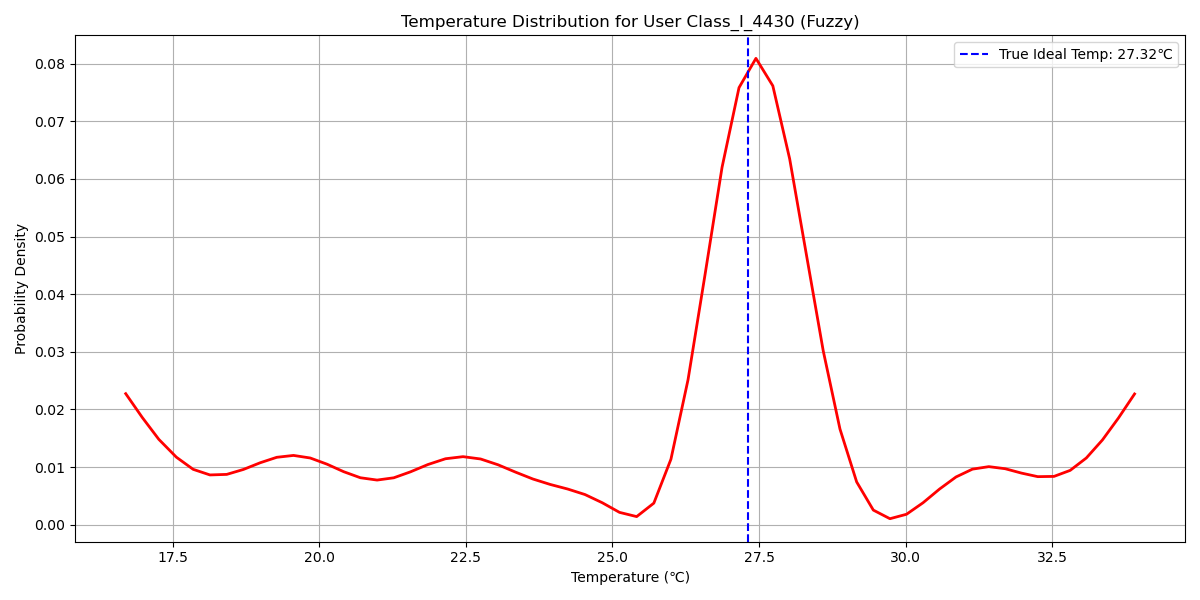 Temperature Distribution for User Class_I_4430 (Fuzzy)
True Ideal Temp: 27.32℃
Probability Density
0.08
0.07
0.06
0.05
0.04
0.03
0.02
0.01
0.00
17.5 20.0 22.5 25.0 27.5 30.0 32.5
Temperature (℃)